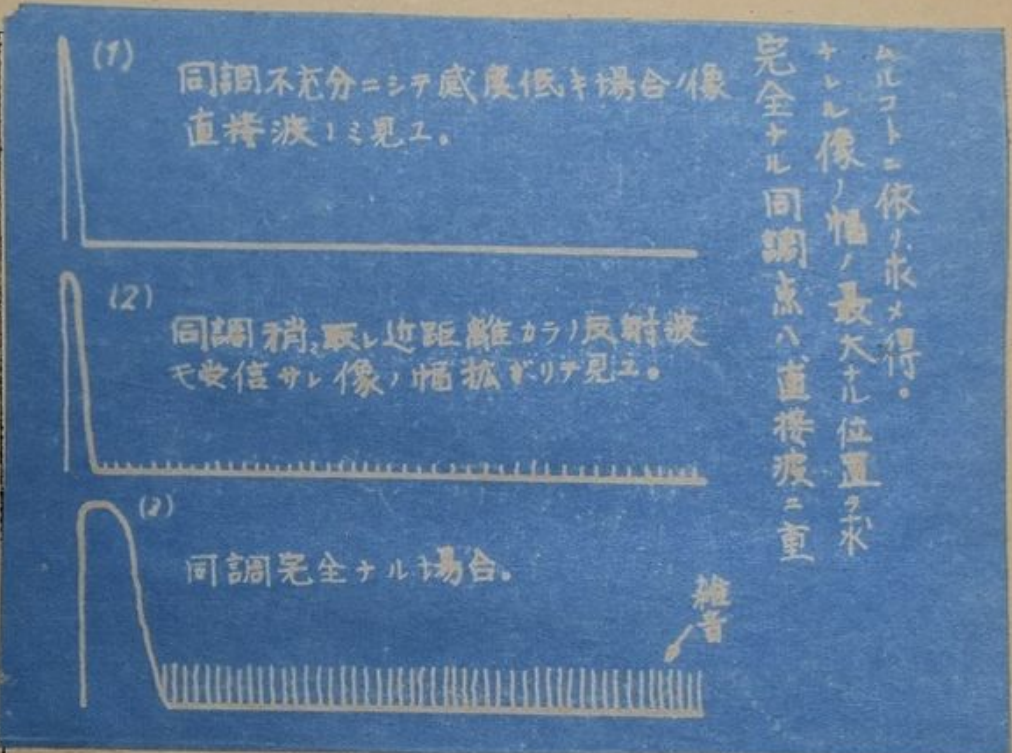 (1)
同調不充分ニシテ感度低キ場合ノ像
直接波ノミ見エ。
(2)
同調稍〻取レ近距離カラノ反射波
モ受信サレ像ノ幅拡ガリテ見エ。
(3)
同調完全ナル場合。
雑音
完全ナル同調点ハ、直接波ニ重
ナレル像ノ幅ノ最大ナル位置ヲ求
ムルコトニ依リ、求メ得。